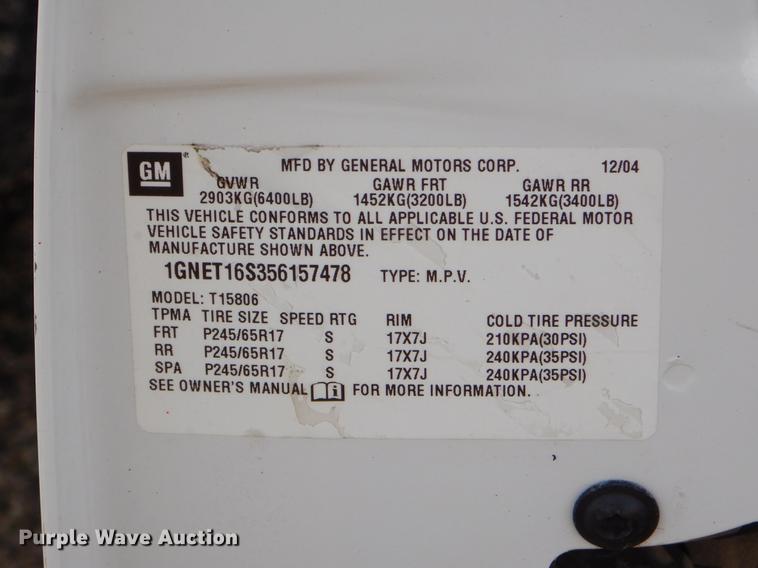 GM
MFD BY GENERAL MOTORS CORP. 12/04
GVWR GAWR FRT GAWR RR
2903KG(6400LB) 1452KG(3200LB) 1542KG(3400LB)
THIS VEHICLE CONFORMS TO ALL APPLICABLE U.S. FEDERAL MOTOR
VEHICLE SAFETY STANDARDS IN EFFECT ON THE DATE OF
MANUFACTURE SHOWN ABOVE.
1GNET16S356157478 TYPE: M.P.V.
MODEL: T15806
TPMA TIRE SIZE SPEED RTG RIM COLD TIRE PRESSURE
FRT P245/65R17 S 17X7J 210KPA(30PSI)
RR P245/65R17 S 17X7J 240KPA(35PSI)
SPA P245/65R17 S 17X7J 240KPA(35PSI)
SEE OWNER'S MANUAL FOR MORE INFORMATION.
Purple Wave Auction